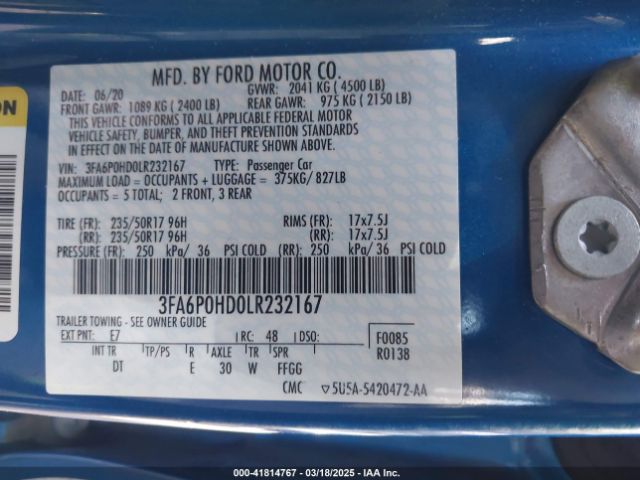 ON
MFD. BY FORD MOTOR CO.
DATE: 06/20 GVWR: 2041 KG ( 4500 LB)
FRONT GAWR: 1089 KG ( 2400 LB) REAR GAWR: 975 KG ( 2150 LB)
THIS VEHICLE CONFORMS TO ALL APPLICABLE FEDERAL MOTOR
VEHICLE SAFETY, BUMPER, AND THEFT PREVENTION STANDARDS
IN EFFECT ON THE DATE OF MANUFACTURE SHOWN ABOVE.
VIN: 3FA6P0HD0LR232167 TYPE: Passenger Car
MAXIMUM LOAD = OCCUPANTS + LUGGAGE = 375KG/ 827LB
OCCUPANTS = 5 TOTAL; 2 FRONT, 3 REAR
TIRE (FR): 235/50R17 96H RIMS (FR): 17x7.5J
(RR): 235/50R17 96H (RR): 17x7.5J
PRESSURE (FR): 250 kPa/ 36 PSI COLD (RR): 250 kPa/ 36 PSI COLD
3FA6P0HD0LR232167
TRAILER TOWING - SEE OWNER GUIDE
EXT PNT: E7 RC: 48 DSO: F0085
INT TR TP/PS R AXLE TR SPR R0138
DT E 30 W FFGG
CMC ▽ 5U5A-5420472-AA
000-41814767 - 03/18/2025 - IAA Inc.